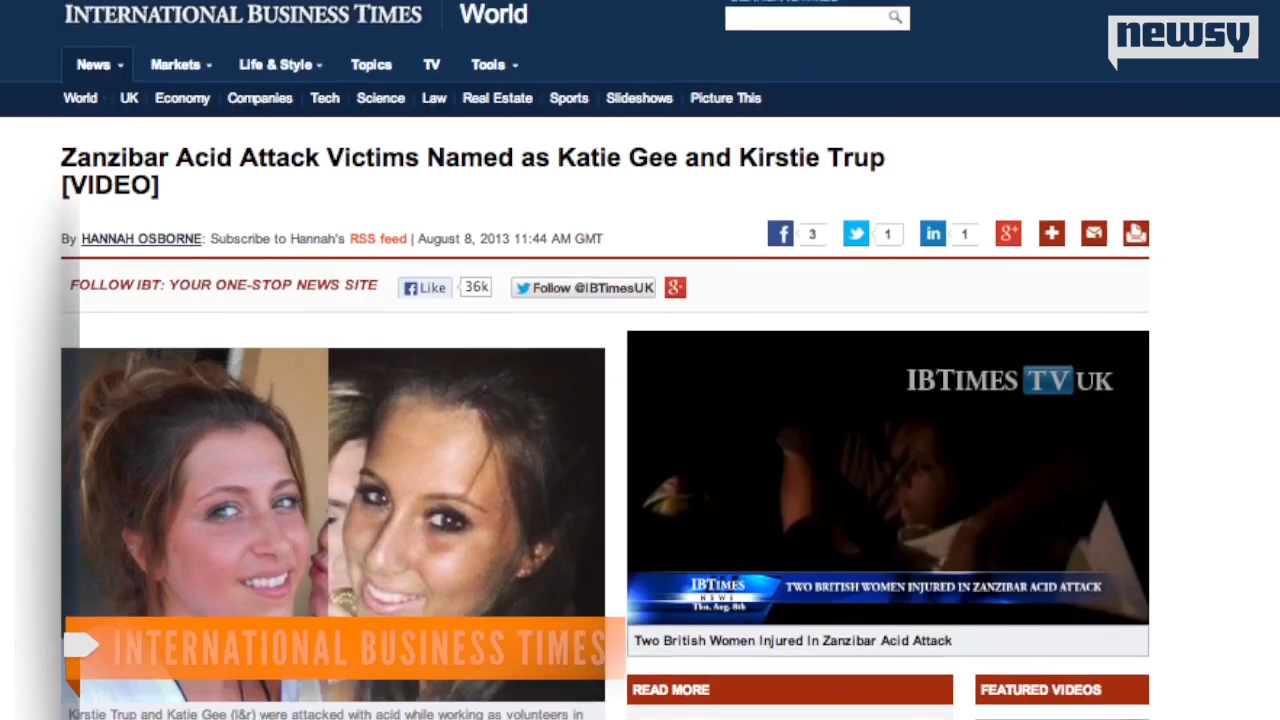 INTERNATIONAL BUSINESS TIMES World
newsy
News Markets Life & Style Topics TV Tools
World UK Economy Companies Tech Science Law Real Estate Sports Slideshows Picture This
Zanzibar Acid Attack Victims Named as Katie Gee and Kirstie Trup
[VIDEO]
By HANNAH OSBORNE: Subscribe to Hannah's RSS feed | August 8, 2013 11:44 AM GMT
3 1 1
FOLLOW IBT: YOUR ONE-STOP NEWS SITE Like 36k Follow @IBTimesUK
IBTIMES TV UK
IBTIMES
NEWS
Thu, Aug. 8th
TWO BRITISH WOMEN INJURED IN ZANZIBAR ACID ATTACK
Two British Women Injured In Zanzibar Acid Attack
INTERNATIONAL BUSINESS TIMES
READ MORE FEATURED VIDEOS
Kirstie Trup and Katie Gee (l&r) were attacked with acid while working as volunteers in